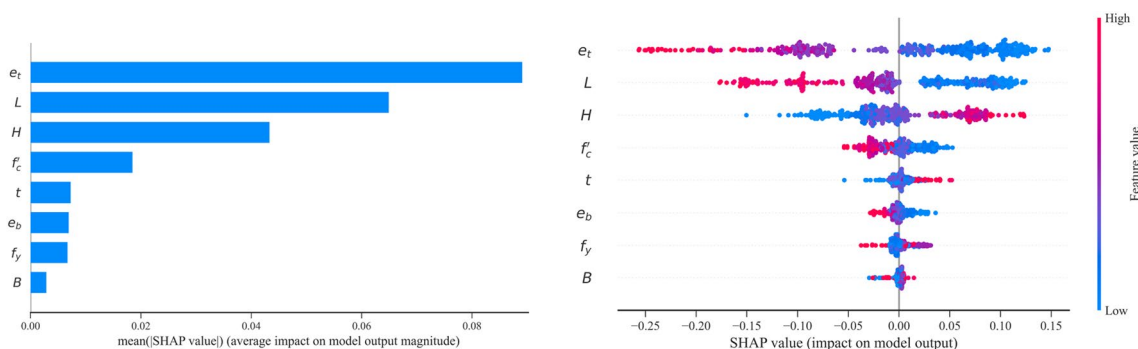 e_t
L
H
f'_c
t
e_b
f_y
B
0.00 0.02 0.04 0.06 0.08
mean(|SHAP value|) (average impact on model output magnitude)
e_t
L
H
f'_c
t
e_b
f_y
B
−0.25 −0.20 −0.15 −0.10 −0.05 0.00 0.05 0.10 0.15
SHAP value (impact on model output)
High
Feature value
Low